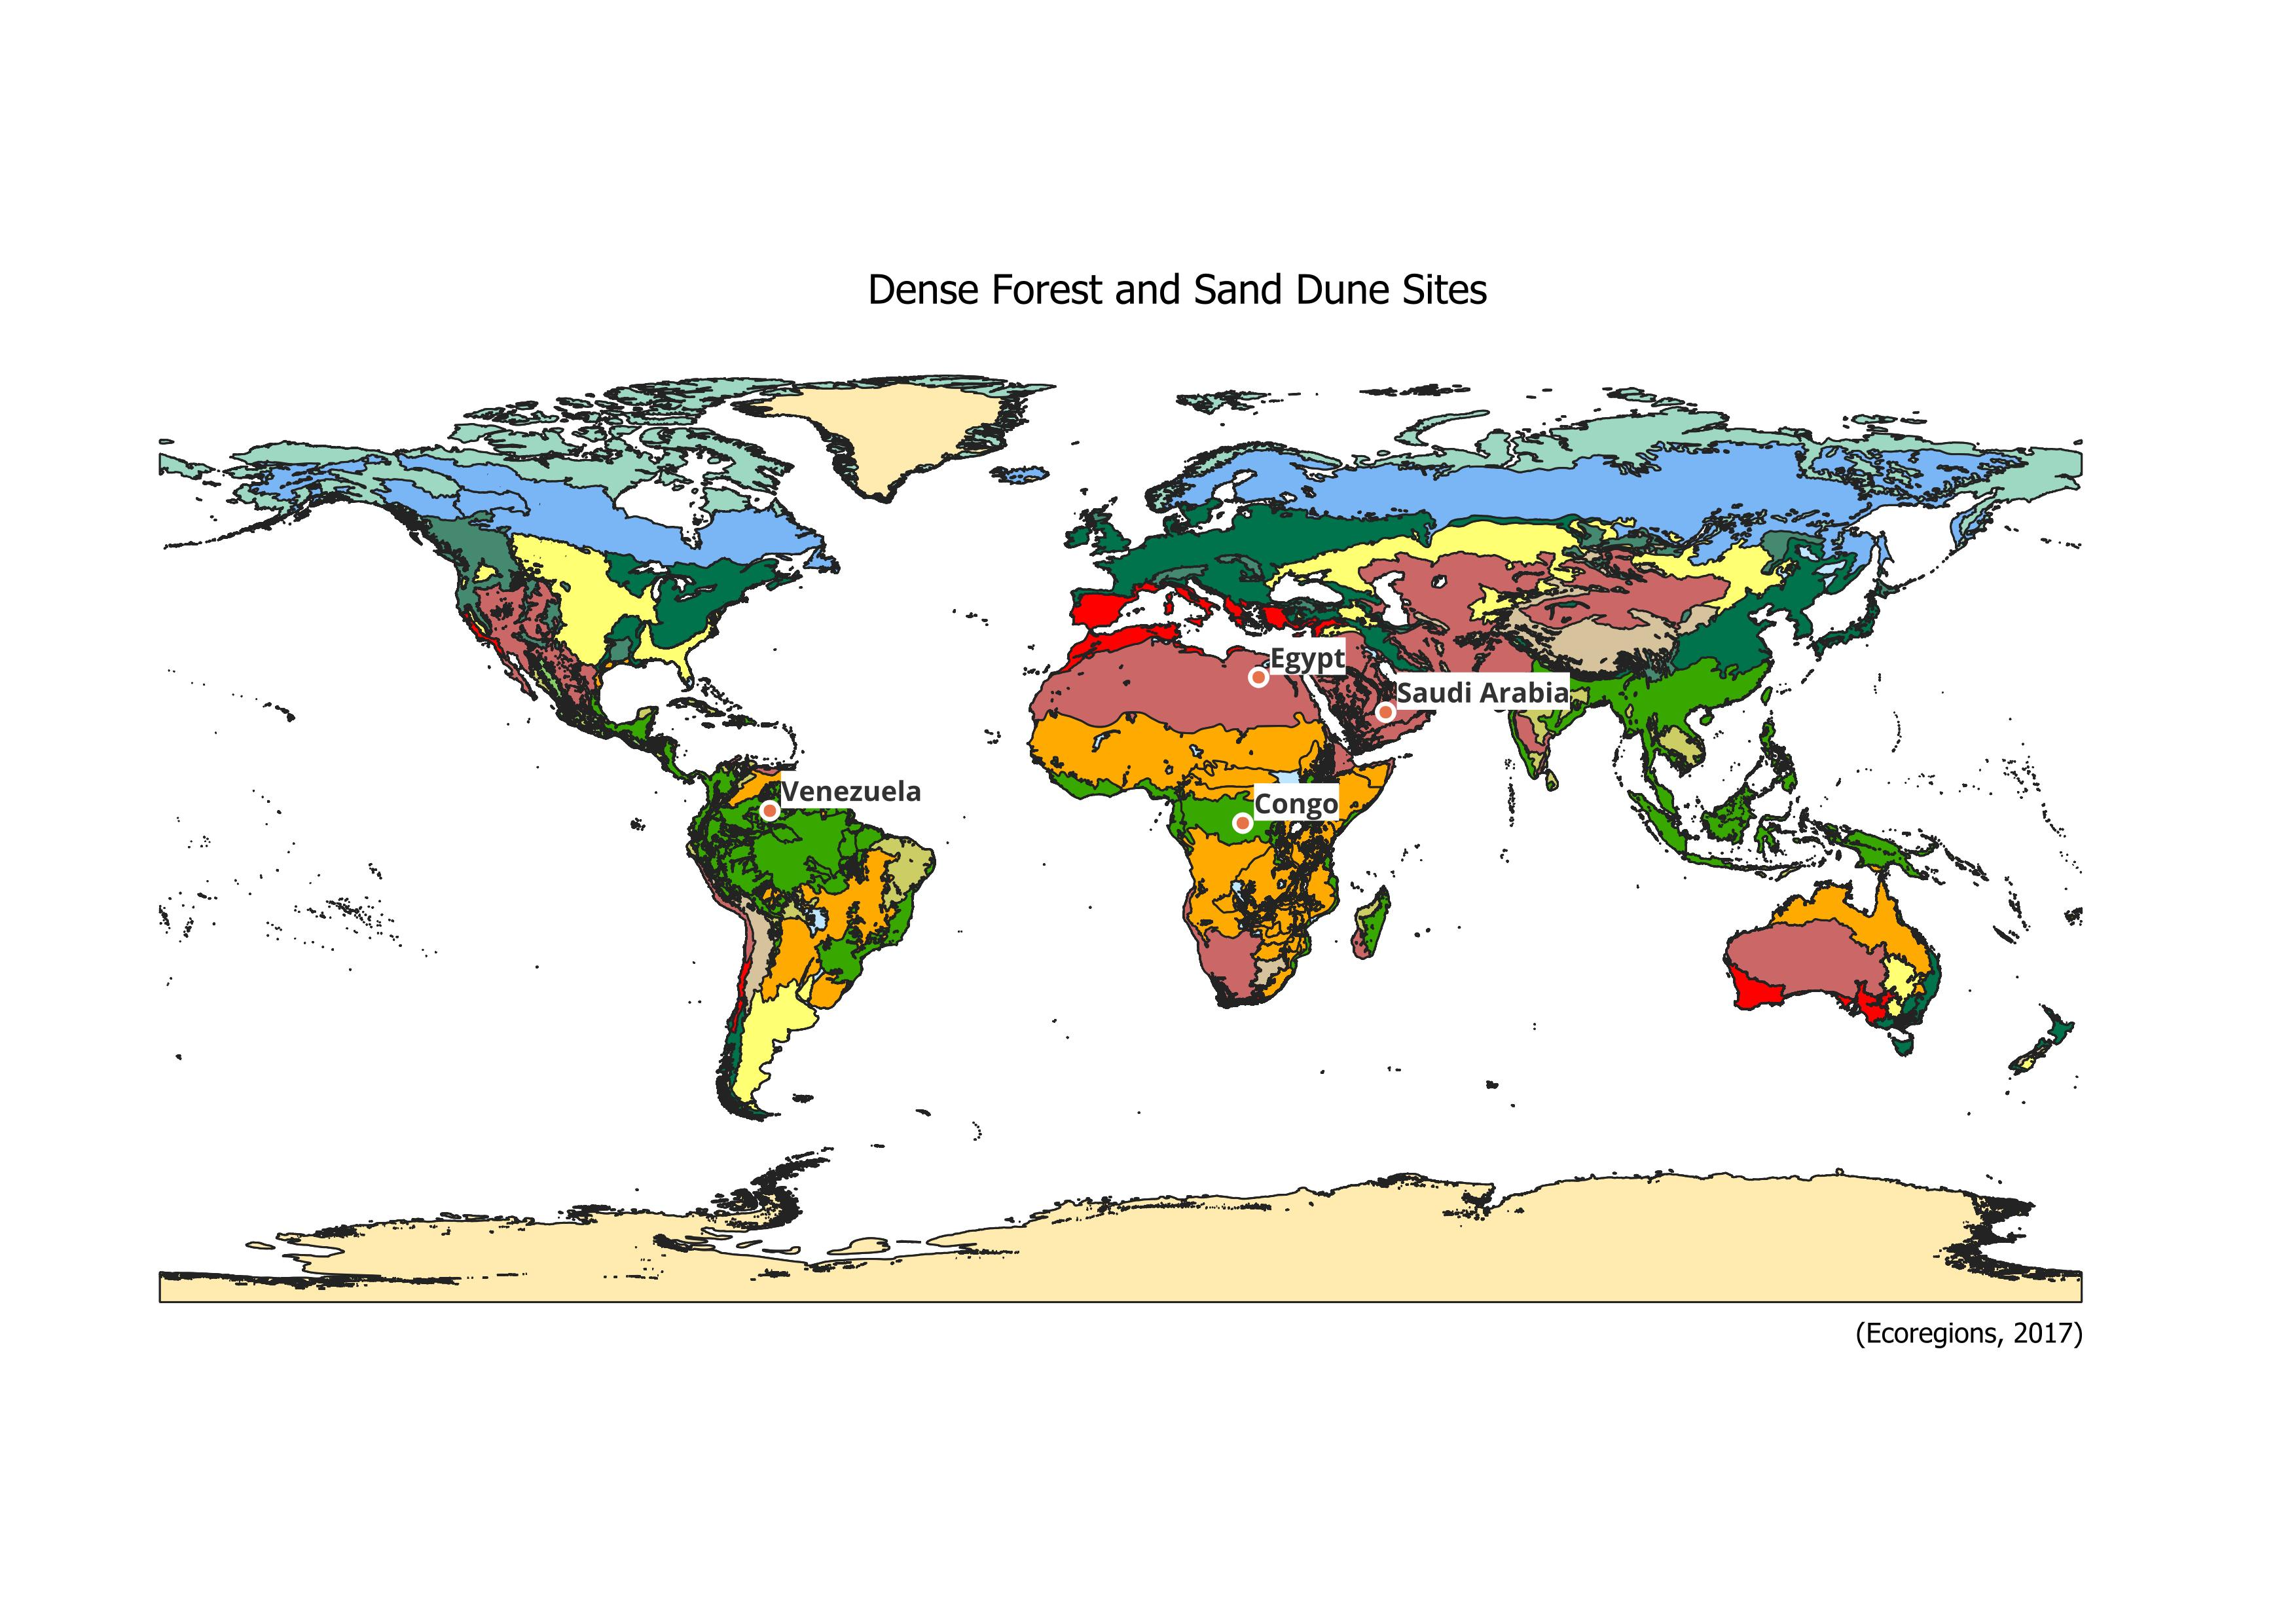 Dense Forest and Sand Dune Sites
Egypt
Saudi Arabia
Venezuela
Congo
(Ecoregions, 2017)